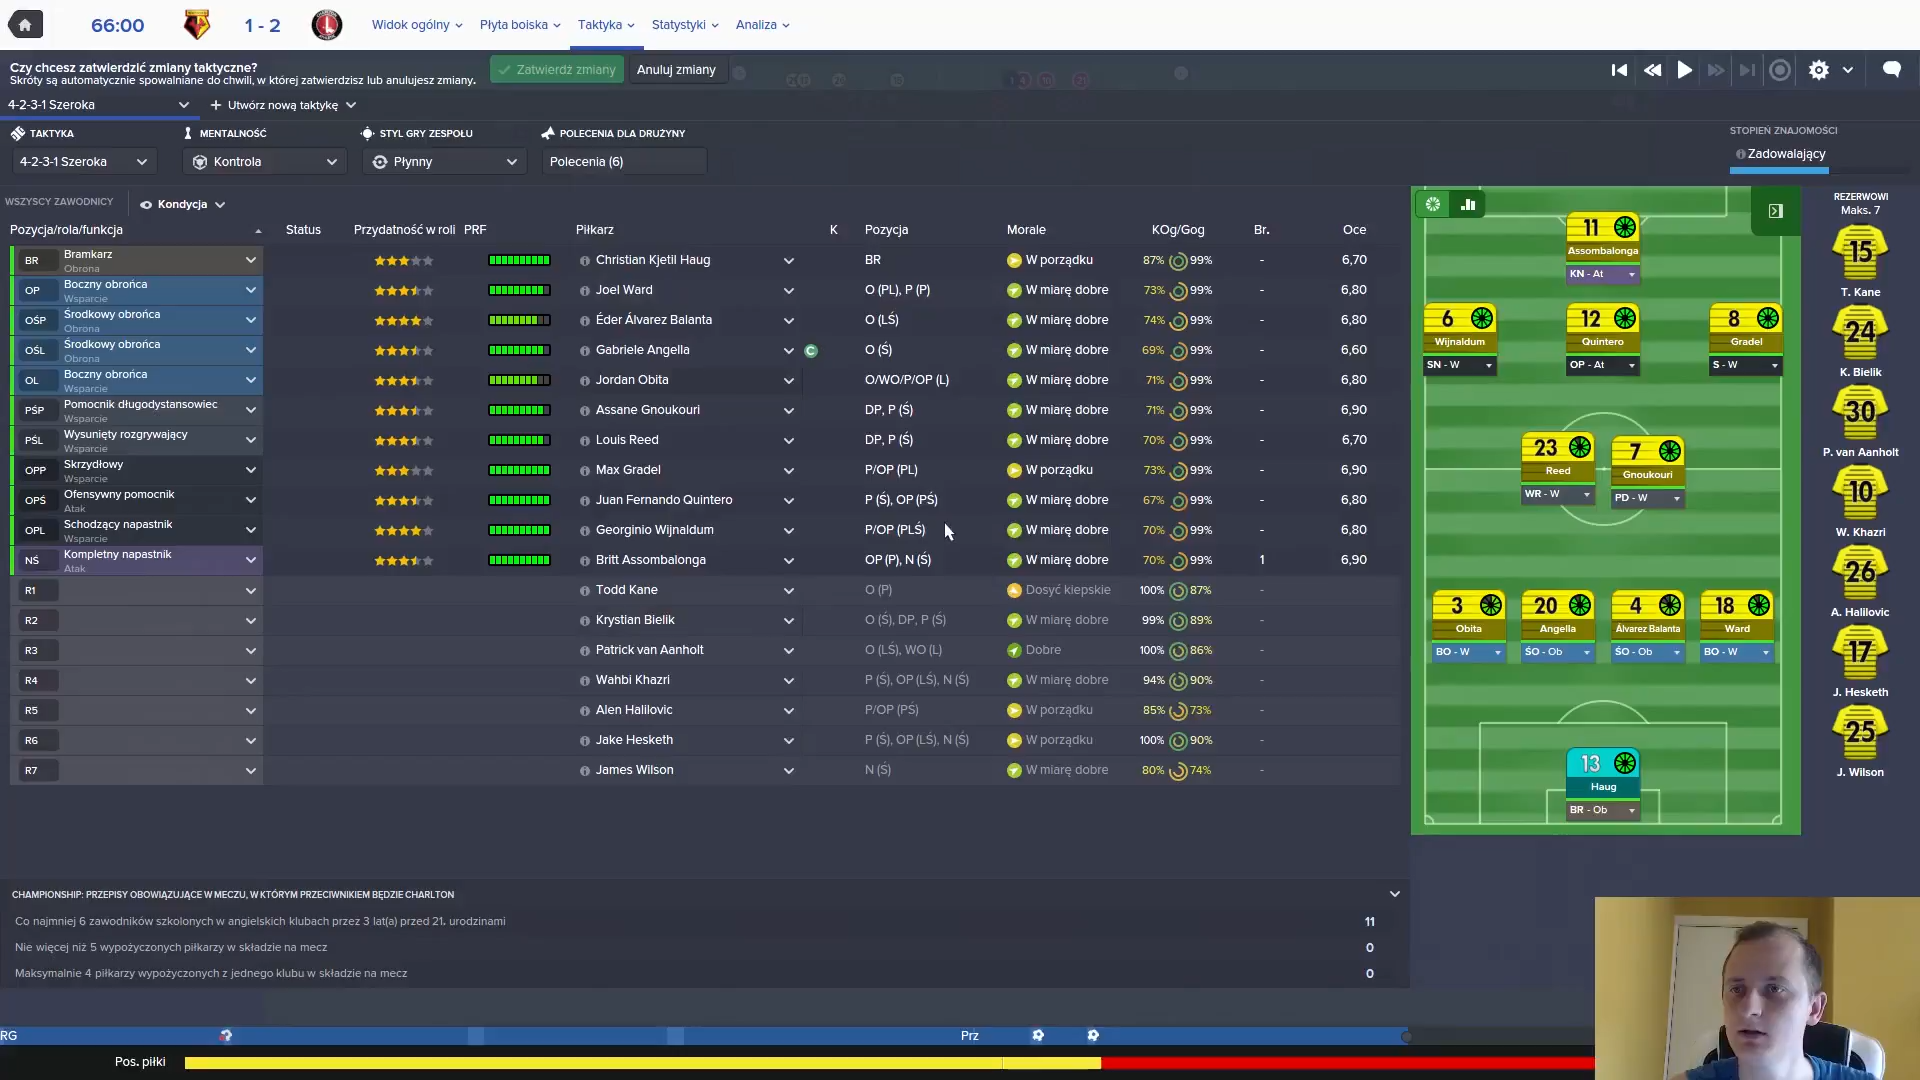 66:00
1 - 2
Widok ogólny
Płyta boiska
Taktyka
Statystyki
Analiza
Czy chcesz zatwierdzić zmiany taktyczne?
Skróty są automatycznie spowalniane do chwili, w której zatwierdzisz lub anulujesz zmiany.
Zatwierdź zmiany
Anuluj zmiany
4-2-3-1 Szeroka
Utwórz nową taktykę
TAKTYKA
MENTALNOŚĆ
STYL GRY ZESPOŁU
POLECENIA DLA DRUŻYNY
4-2-3-1 Szeroka
Kontrola
Płynny
Polecenia (6)
STOPIEŃ ZNAJOMOŚCI
Zadowalający
WSZYSCY ZAWODNICY
Kondycja
Pozycja/rola/funkcja Status Przydatność w roli PRF Piłkarz K Pozycja Morale KOg/Gog Br. Oce
BR Bramkarz Obrona Christian Kjetil Haug BR W porządku 87% 99% - 6,70
OP Boczny obrońca Wsparcie Joel Ward O (PL), P (P) W miarę dobre 73% 99% - 6,80
OŚP Środkowy obrońca Obrona Éder Álvarez Balanta O (LŚ) W miarę dobre 74% 99% - 6,80
OŚL Środkowy obrońca Obrona Gabriele Angella C O (Ś) W miarę dobre 69% 99% - 6,60
OL Boczny obrońca Wsparcie Jordan Obita O/WO/P/OP (L) W miarę dobre 71% 99% - 6,80
PŚP Pomocnik długodystansowiec Wsparcie Assane Gnoukouri DP, P (Ś) W miarę dobre 71% 99% - 6,90
PŚL Wysunięty rozgrywający Wsparcie Louis Reed DP, P (Ś) W miarę dobre 70% 99% - 6,70
OPP Skrzydłowy Wsparcie Max Gradel P/OP (PL) W porządku 73% 99% - 6,90
OPŚ Ofensywny pomocnik Atak Juan Fernando Quintero P (Ś), OP (PŚ) W miarę dobre 67% 99% - 6,80
OPL Schodzący napastnik Wsparcie Georginio Wijnaldum P/OP (PLŚ) W miarę dobre 70% 99% - 6,80
NŚ Kompletny napastnik Atak Britt Assombalonga OP (P), N (Ś) W miarę dobre 70% 99% 1 6,90
R1 Todd Kane O (P) Dosyć kiepskie 100% 87% -
R2 Krystian Bielik O (Ś), DP, P (Ś) W miarę dobre 99% 89% -
R3 Patrick van Aanholt O (LŚ), WO (L) Dobre 100% 86% -
R4 Wahbi Khazri P (Ś), OP (LŚ), N (Ś) W miarę dobre 94% 90% -
R5 Alen Halilovic P/OP (PŚ) W porządku 85% 73% -
R6 Jake Hesketh P (Ś), OP (LŚ), N (Ś) W porządku 100% 90% -
R7 James Wilson N (Ś) W miarę dobre 80% 74% -
11
Assombalonga
KN - At
6 12 8
Wijnaldum Quintero Gradel
SN - W OP - At S - W
23 7
Reed Gnoukouri
WR - W PD - W
3 20 4 18
Obita Angella Álvarez Balanta Ward
BO - W ŚO - Ob ŚO - Ob BO - W
13
Haug
BR - Ob
REZERWOWI
Maks. 7
15
T. Kane
24
K. Bielik
30
P. van Aanholt
10
W. Khazri
26
A. Halilovic
17
J. Hesketh
25
J. Wilson
CHAMPIONSHIP: PRZEPISY OBOWIĄZUJĄCE W MECZU, W KTÓRYM PRZECIWNIKIEM BĘDZIE CHARLTON
Co najmniej 6 zawodników szkolonych w angielskich klubach przez 3 lat(a) przed 21. urodzinami 11
Nie więcej niż 5 wypożyczonych piłkarzy w składzie na mecz 0
Maksymalnie 4 piłkarzy wypożyczonych z jednego klubu w składzie na mecz 0
RG
Prz
Pos. piłki